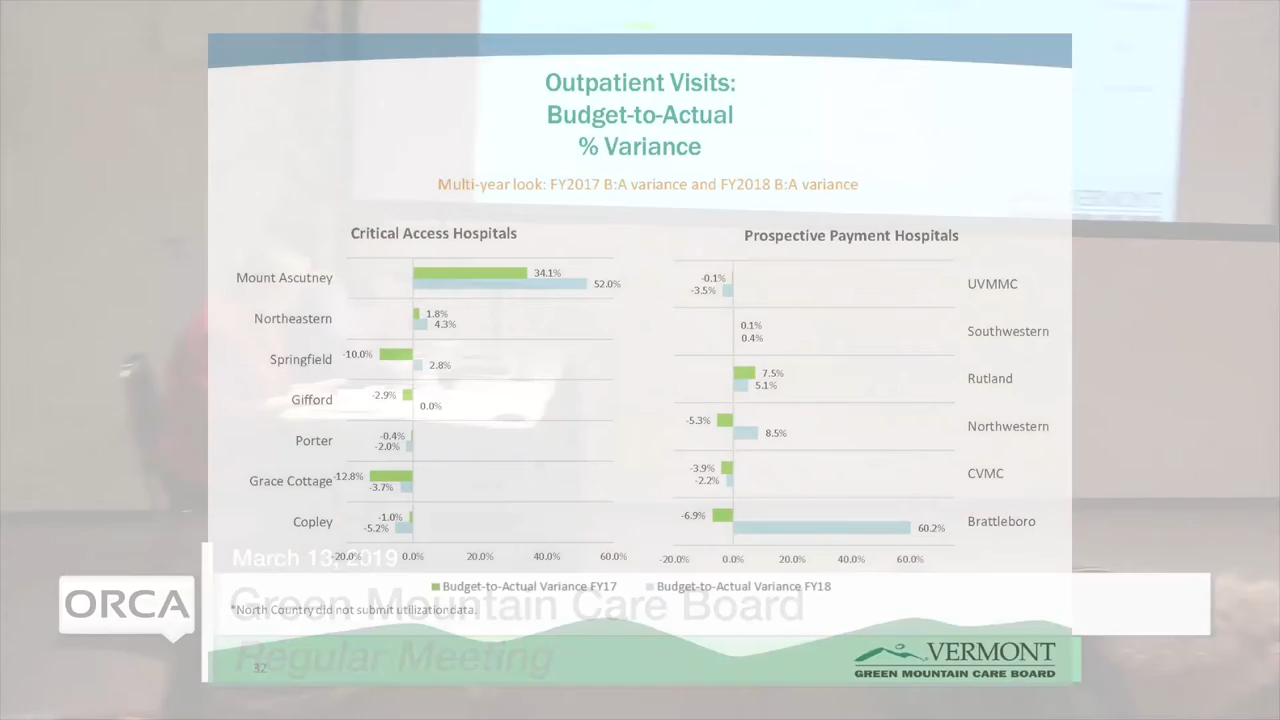 Outpatient Visits:
Budget-to-Actual
% Variance
Multi-year look: FY2017 B:A variance and FY2018 B:A variance
Critical Access Hospitals
Mount Ascutney
34.1%
52.0%
Northeastern
1.8%
4.3%
Springfield
-10.0%
2.8%
Gifford
-2.9%
0.0%
Porter
-0.4%
-2.0%
Grace Cottage
-12.8%
-3.7%
Copley
-1.0%
-5.2%
-20.0% 0.0% 20.0% 40.0% 60.0%
Prospective Payment Hospitals
-0.1%
-3.5%
UVMMC
0.1%
0.4%
Southwestern
7.5%
5.1%
Rutland
-5.3%
8.5%
Northwestern
-3.9%
-2.2%
CVMC
-6.9%
60.2%
Brattleboro
-20.0% 0.0% 20.0% 40.0% 60.0%
Budget-to-Actual Variance FY17 Budget-to-Actual Variance FY18
*North Country did not submit utilization data.
32
VERMONT
GREEN MOUNTAIN CARE BOARD
ORCA
March 13, 2019
Green Mountain Care Board
Regular Meeting